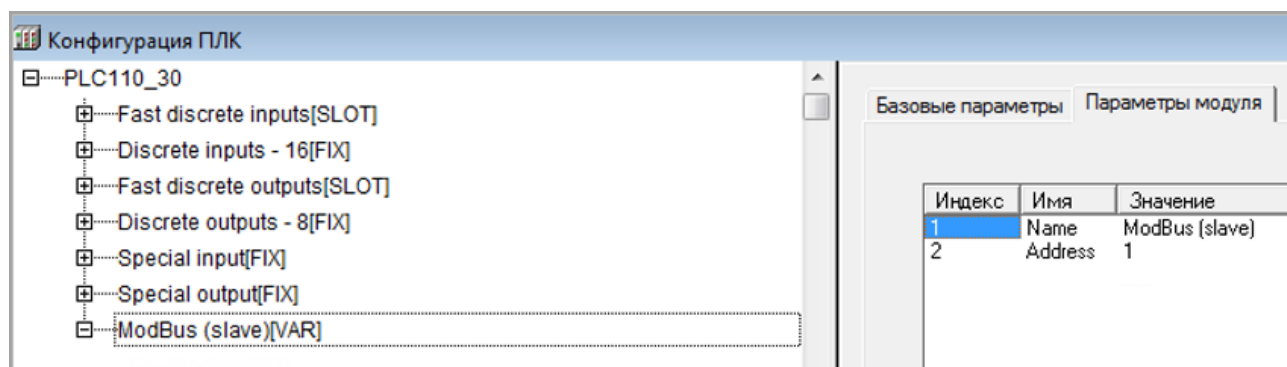 Конфигурация ПЛК
PLC110_30
Fast discrete inputs[SLOT]
Discrete inputs - 16[FIX]
Fast discrete outputs[SLOT]
Discrete outputs - 8[FIX]
Special input[FIX]
Special output[FIX]
ModBus (slave)[VAR]
Базовые параметры Параметры модуля
Индекс Имя Значение
1 Name ModBus (slave)
2 Address 1